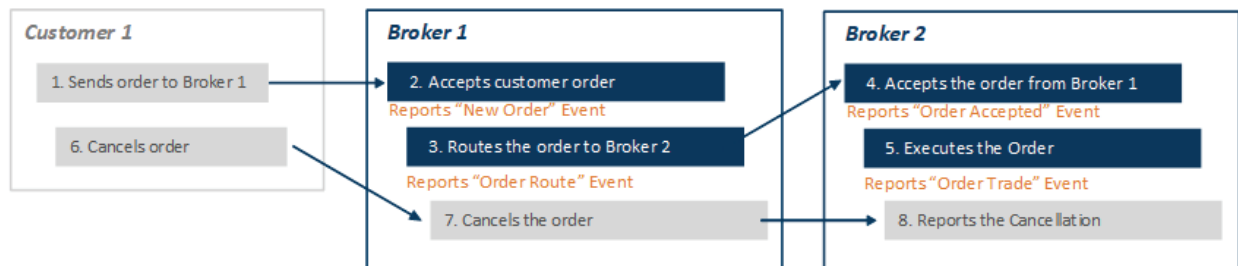 Customer 1
1. Sends order to Broker 1
6. Cancels order
Broker 1
2. Accepts customer order
Reports “New Order” Event
3. Routes the order to Broker 2
Reports “Order Route” Event
7. Cancels the order
Broker 2
4. Accepts the order from Broker 1
Reports “Order Accepted” Event
5. Executes the Order
Reports “Order Trade” Event
8. Reports the Cancellation